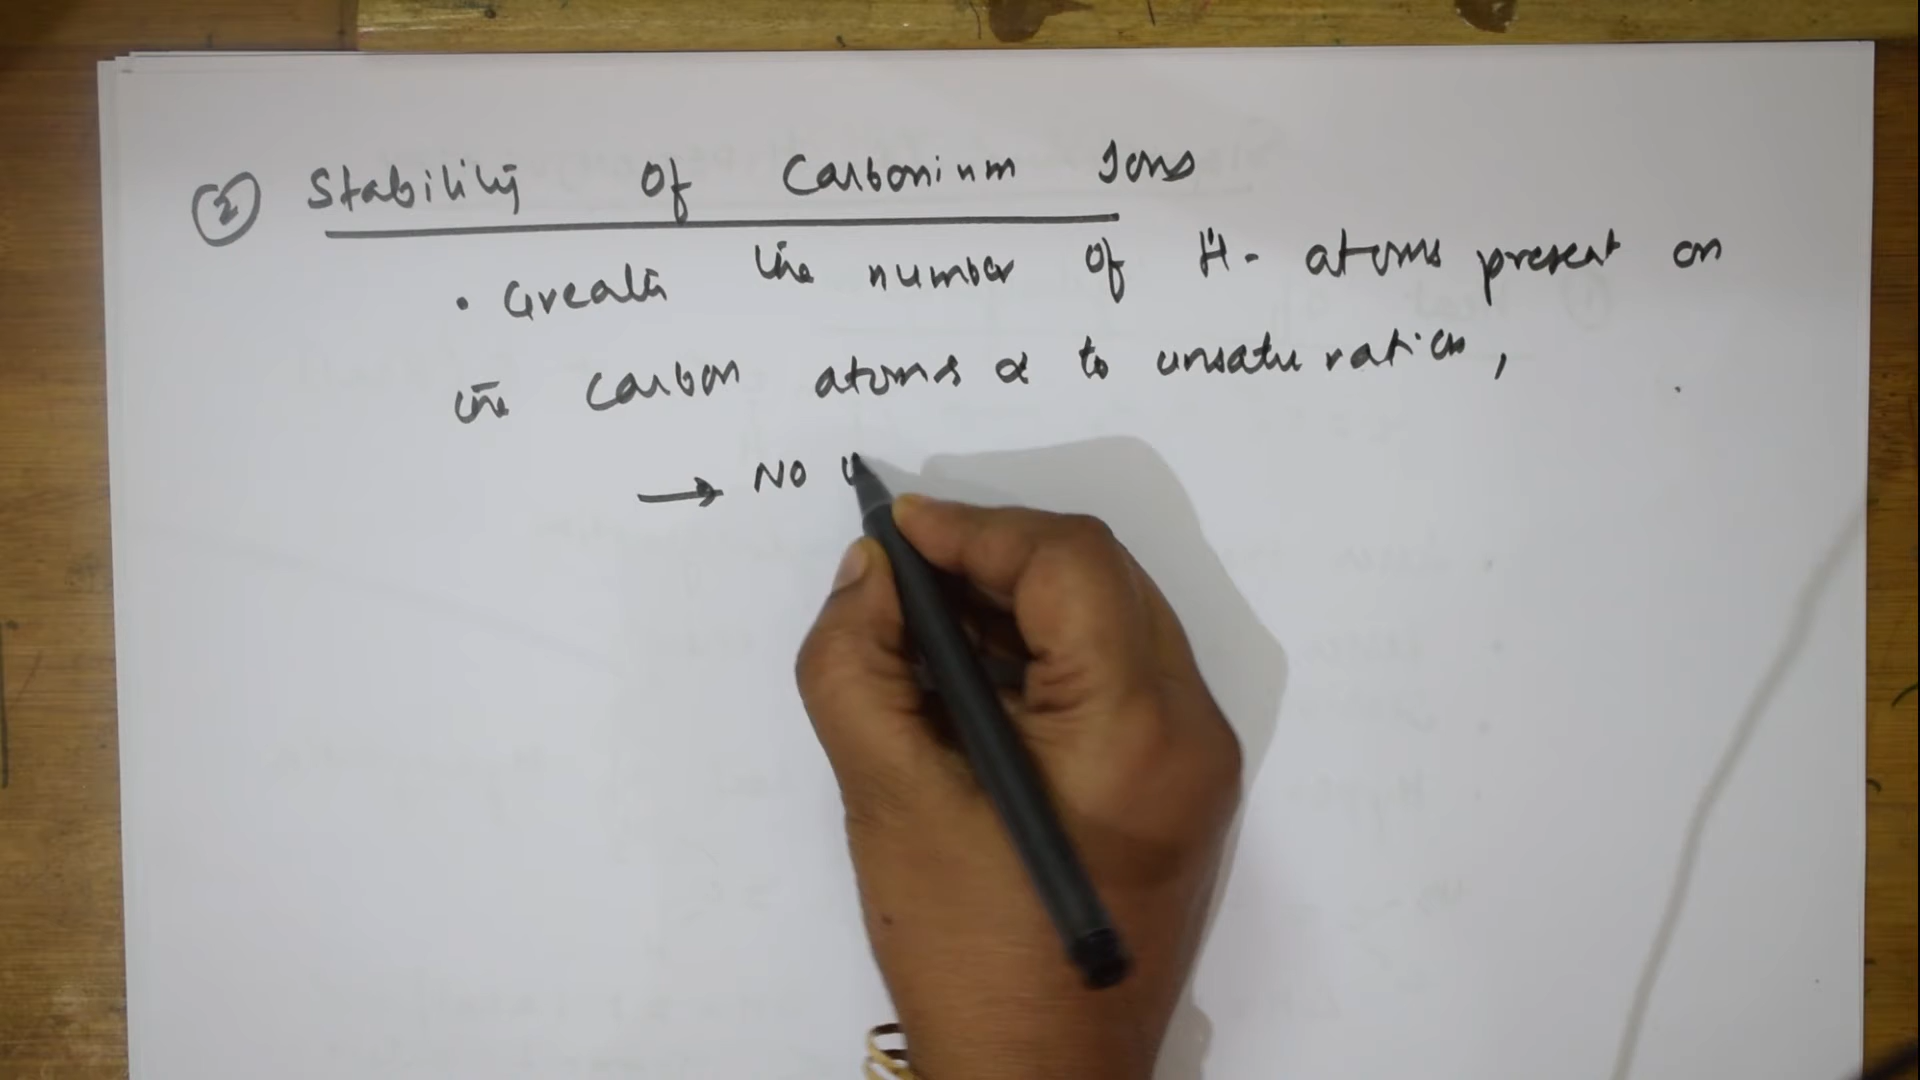 ② Stability Of Carbonium Ions
• Greater the number of H- atoms present on
the carbon atoms α to unsaturation,
→ No